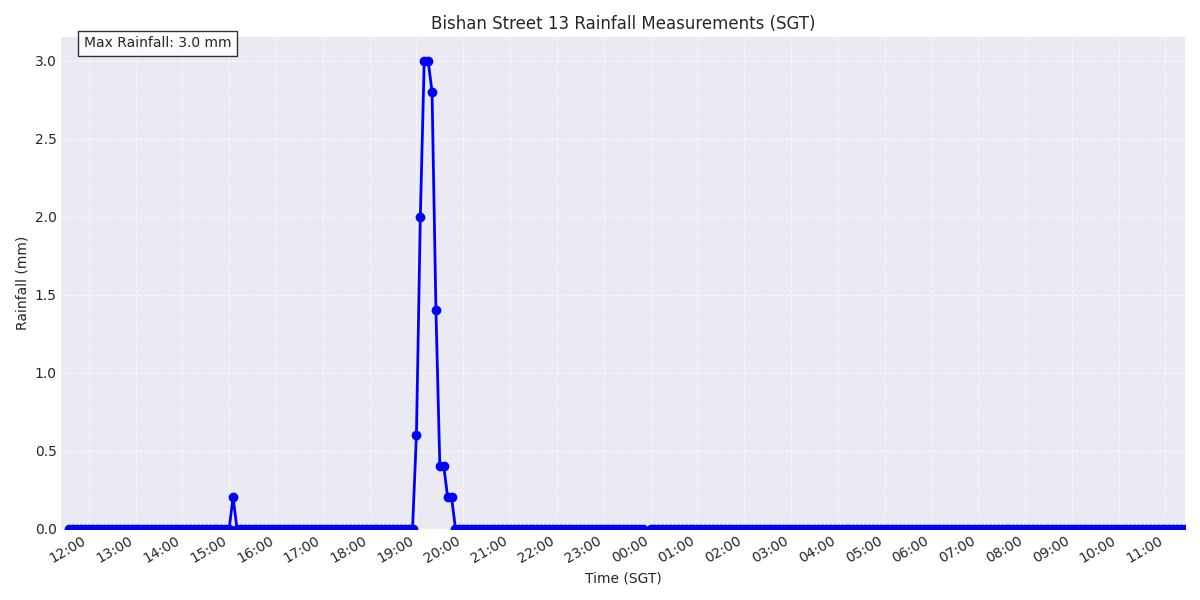 Bishan Street 13 Rainfall Measurements (SGT)
Max Rainfall: 3.0 mm
3.0
2.5
2.0
1.5
1.0
0.5
0.0
Rainfall (mm)
12:00 13:00 14:00 15:00 16:00 17:00 18:00 19:00 20:00 21:00 22:00 23:00 00:00 01:00 02:00 03:00 04:00 05:00 06:00 07:00 08:00 09:00 10:00 11:00
Time (SGT)